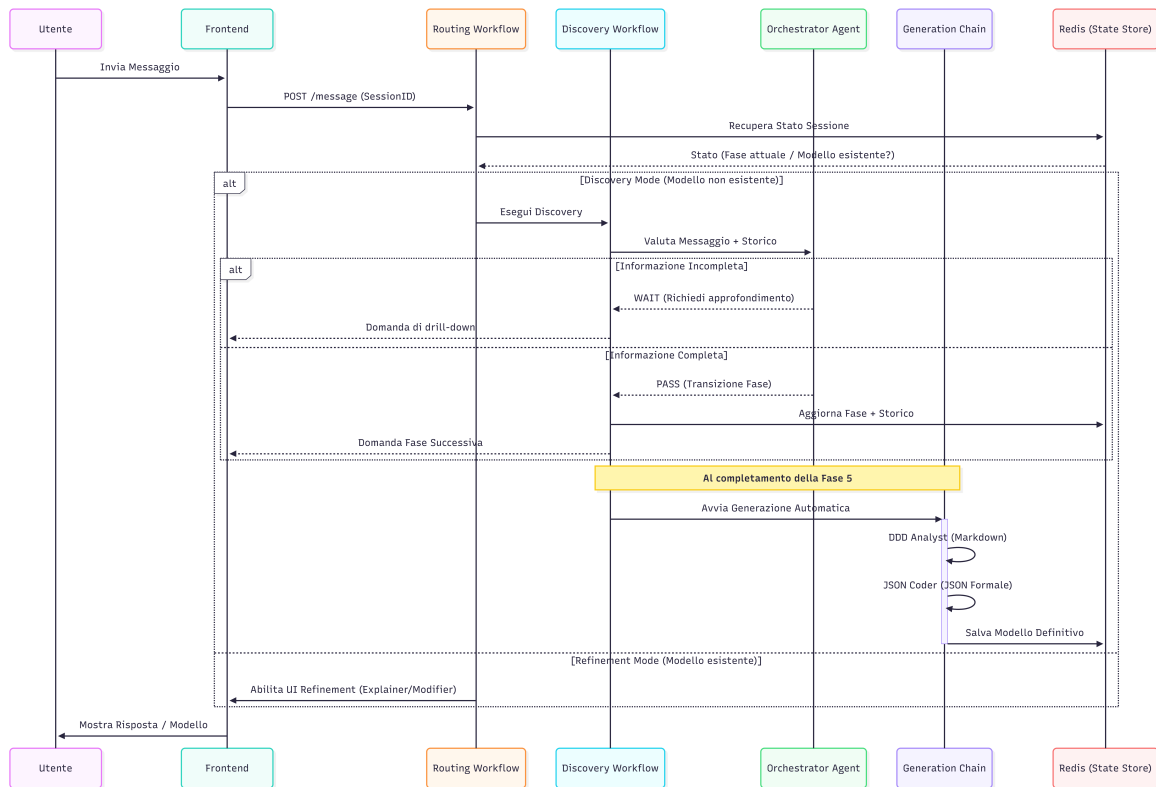 Utente
Frontend
Routing Workflow
Discovery Workflow
Orchestrator Agent
Generation Chain
Redis (State Store)
Invia Messaggio
POST /message (SessionID)
Recupera Stato Sessione
Stato (Fase attuale / Modello esistente?)
alt
[Discovery Mode (Modello non esistente)]
Esegui Discovery
Valuta Messaggio + Storico
alt
[Informazione Incompleta]
WAIT (Richiedi approfondimento)
Domanda di drill-down
[Informazione Completa]
PASS (Transizione Fase)
Aggiorna Fase + Storico
Domanda Fase Successiva
Al completamento della Fase 5
Avvia Generazione Automatica
DDD Analyst (Markdown)
JSON Coder (JSON Formale)
Salva Modello Definitivo
[Refinement Mode (Modello esistente)]
Abilita UI Refinement (Explainer/Modifier)
Mostra Risposta / Modello
Utente
Frontend
Routing Workflow
Discovery Workflow
Orchestrator Agent
Generation Chain
Redis (State Store)